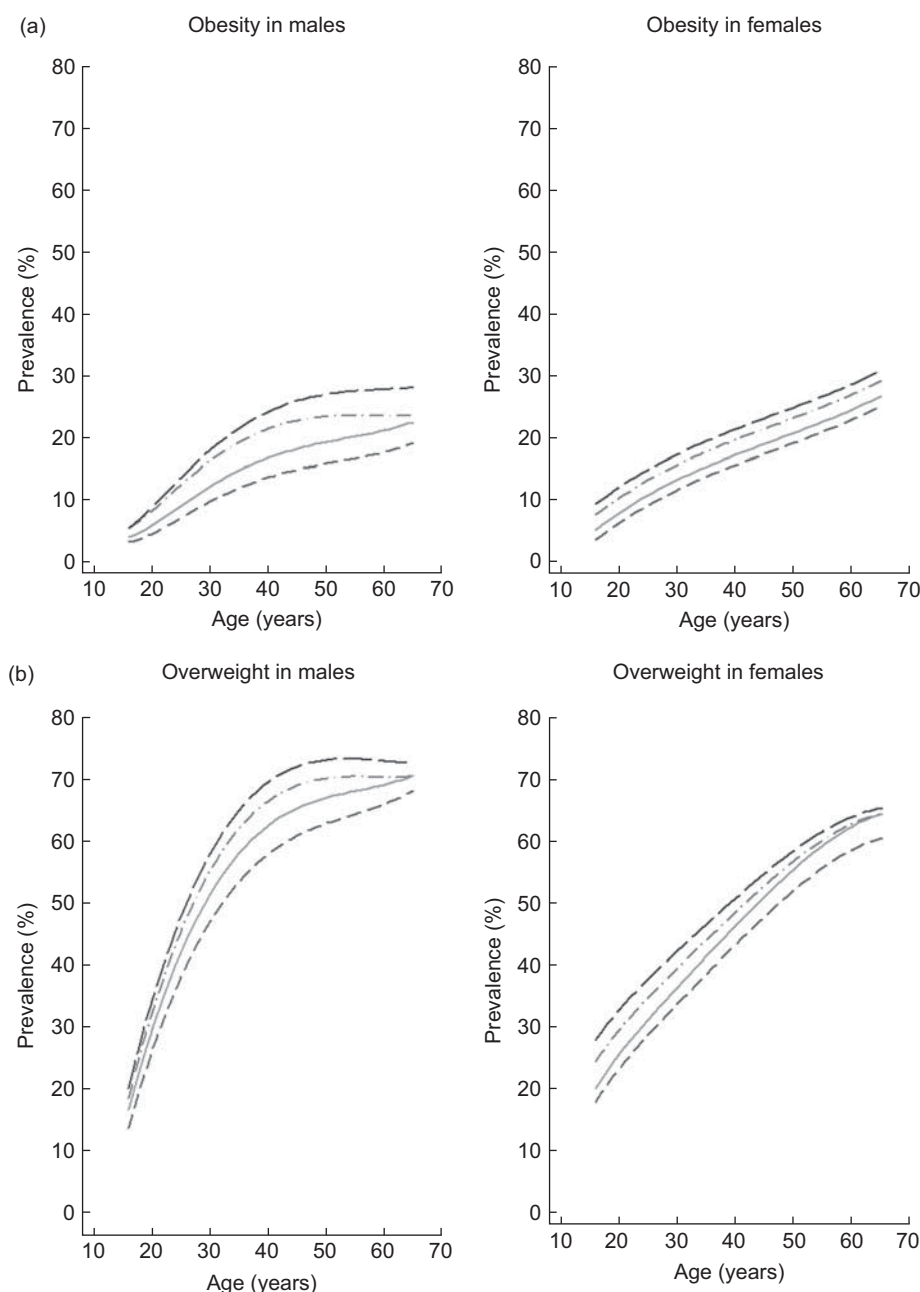 (a)
Obesity in males
Obesity in females
80
70
60
50
40
30
20
10
0
Prevalence (%)
10 20 30 40 50 60 70
Age (years)
80
70
60
50
40
30
20
10
0
Prevalence (%)
10 20 30 40 50 60 70
Age (years)
(b)
Overweight in males
Overweight in females
80
70
60
50
40
30
20
10
0
Prevalence (%)
10 20 30 40 50 60 70
Age (years)
80
70
60
50
40
30
20
10
0
Prevalence (%)
10 20 30 40 50 60 70
Age (years)